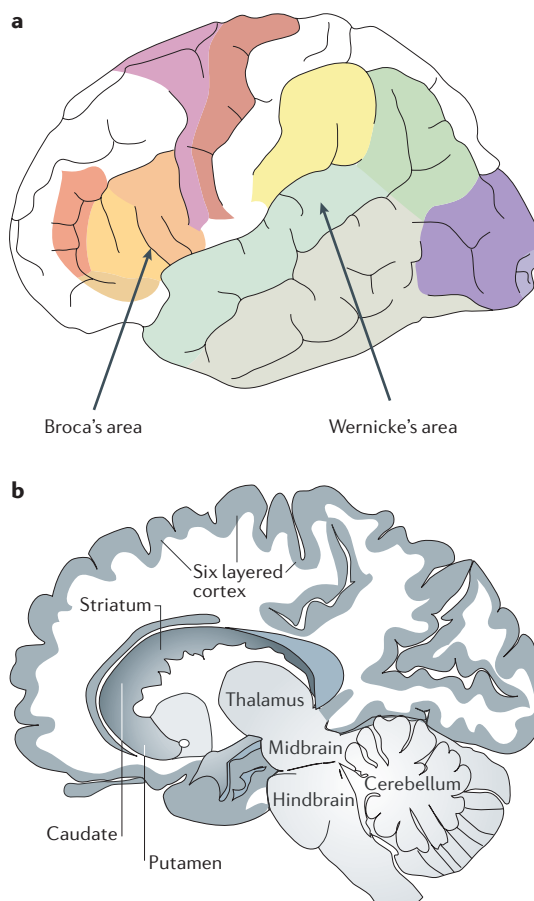 a
Broca's area
Wernicke's area
b
Six layered
cortex
Striatum
Thalamus
Midbrain
Hindbrain
Cerebellum
Caudate
Putamen